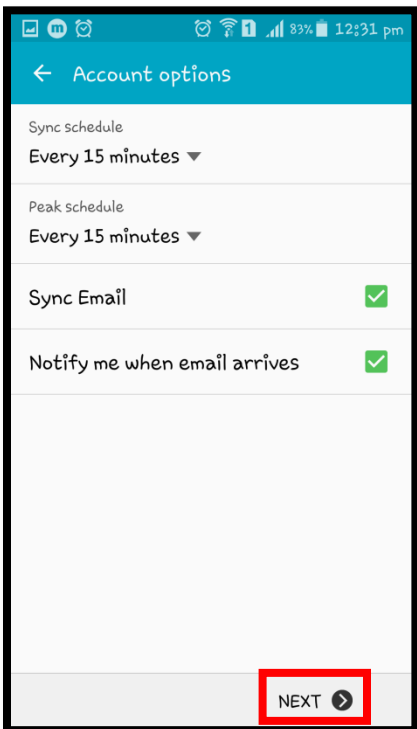 m 1 83% 12:31 pm
Account options
Sync schedule
Every 15 minutes
Peak schedule
Every 15 minutes
Sync Email
Notify me when email arrives
NEXT